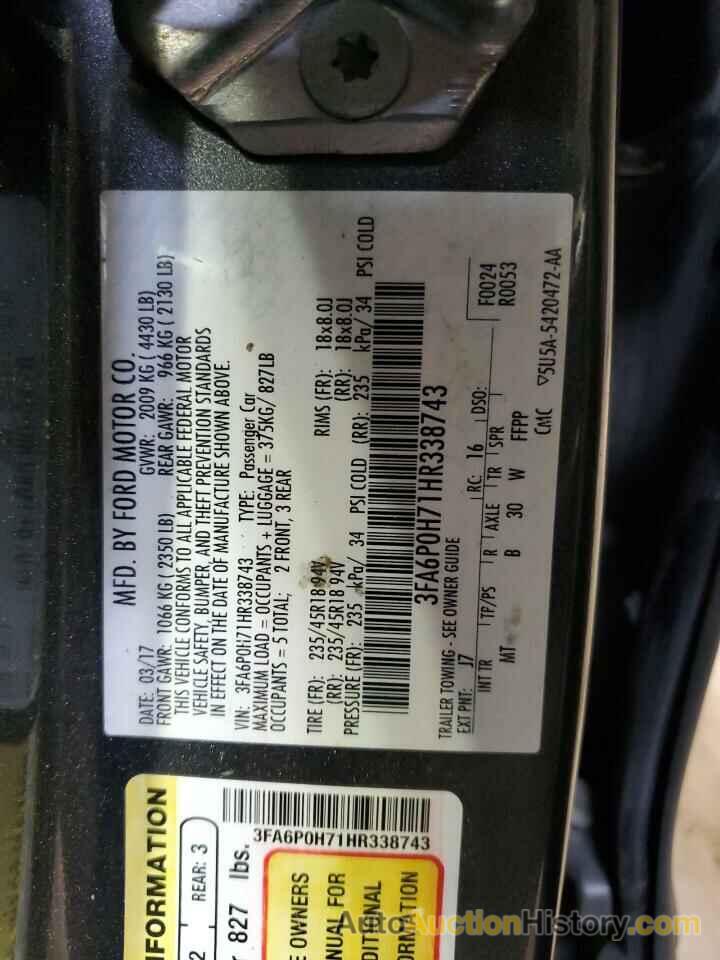 MFD. BY FORD MOTOR CO.
DATE: 03/17 GVWR: 2009 KG ( 4430 LB)
FRONT GAWR: 1066 KG ( 2350 LB) REAR GAWR: 966 KG ( 2130 LB)
THIS VEHICLE CONFORMS TO ALL APPLICABLE FEDERAL MOTOR
VEHICLE SAFETY, BUMPER, AND THEFT PREVENTION STANDARDS
IN EFFECT ON THE DATE OF MANUFACTURE SHOWN ABOVE.
VIN: 3FA6P0H71HR338743 TYPE: Passenger Car
MAXIMUM LOAD = OCCUPANTS + LUGGAGE = 375KG/ 827LB
OCCUPANTS = 5 TOTAL; 2 FRONT, 3 REAR
TIRE (FR): 235/45R18 94V RIMS (FR): 18x8.0J
(RR): 235/45R18 94V (RR): 18x8.0J
PRESSURE (FR): 235 kPa/ 34 PSI COLD (RR): 235 kPa/ 34 PSI COLD
3FA6P0H71HR338743
TRAILER TOWING - SEE OWNER GUIDE
F0024
R0053
EXT PNT: J7 RC: 16 DSO:
INT TR TP/PS R AXLE TR SPR
MT B 30 W FFPP
CMC ▽5U5A-5420472-AA
NFORMATION
2 REAR: 3
r 827 lbs.
3FA6P0H71HR338743
E OWNERS
ANUAL FOR
DITIONAL
ORMATION
AutoAuctionHistory.com